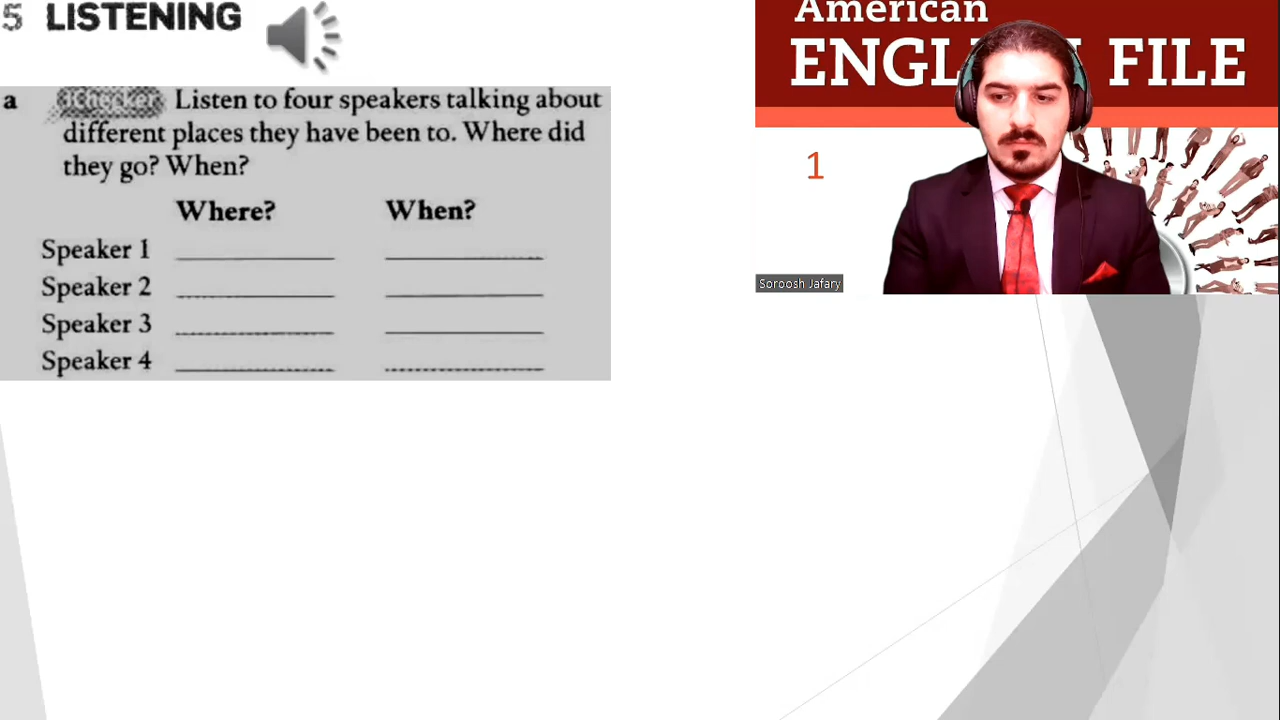 5 LISTENING
a iChecker Listen to four speakers talking about
different places they have been to. Where did
they go? When?
Where? When?
Speaker 1
Speaker 2
Speaker 3
Speaker 4
American
ENGL FILE
1
Soroosh Jafary